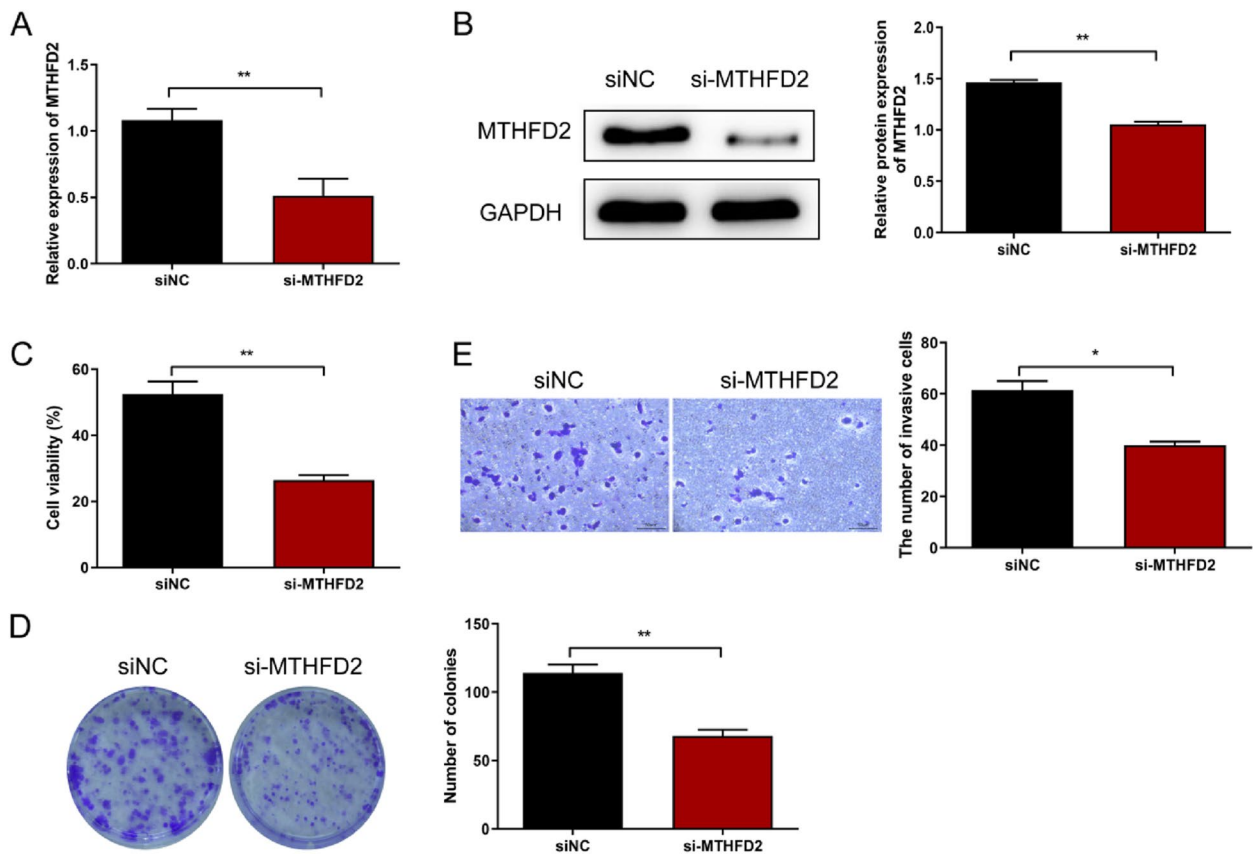 A
Relative expression of MTHFD2
1.5
1.0
0.5
0.0
**
siNC
si-MTHFD2
B
siNC
si-MTHFD2
MTHFD2
GAPDH
Relative protein expression
of MTHFD2
2.0
1.5
1.0
0.5
0.0
**
siNC
si-MTHFD2
C
Cell viability (%)
60
40
20
0
**
siNC
si-MTHFD2
E
siNC
si-MTHFD2
The number of invasive cells
80
60
40
20
0
*
siNC
si-MTHFD2
D
siNC
si-MTHFD2
Number of colonies
150
100
50
0
**
siNC
si-MTHFD2